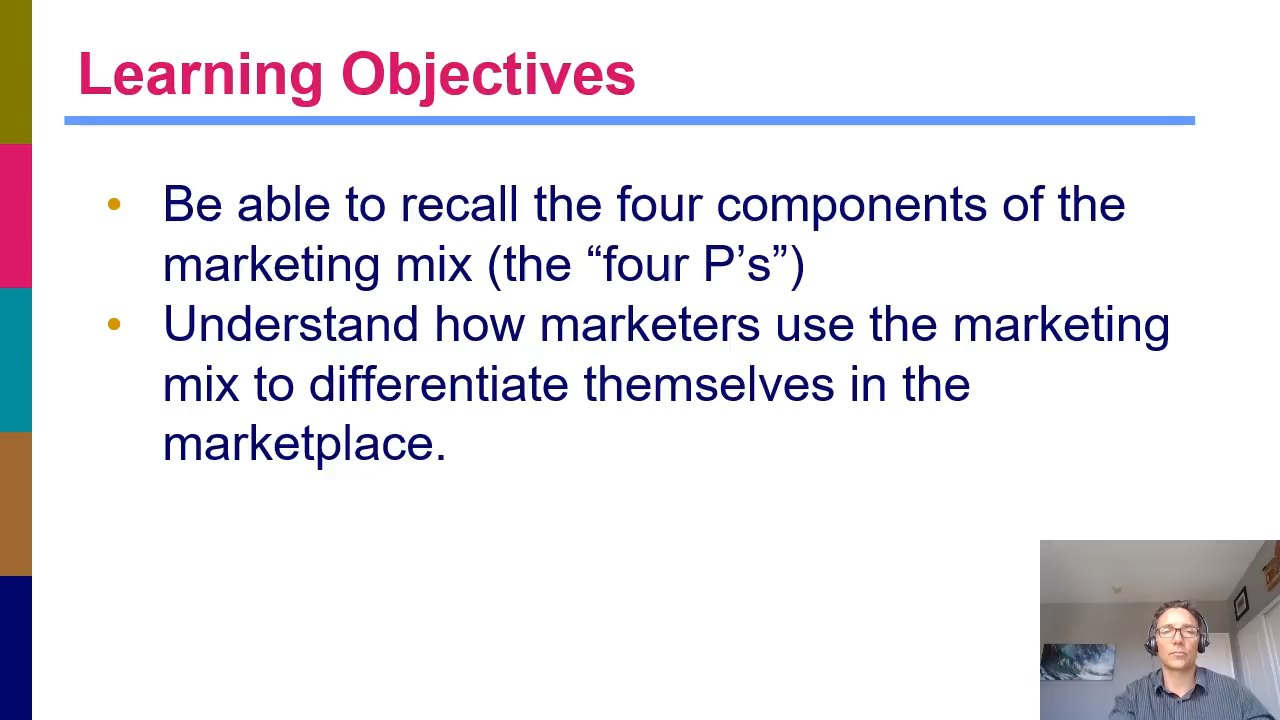 Learning Objectives
• Be able to recall the four components of the
marketing mix (the “four P’s”)
• Understand how marketers use the marketing
mix to differentiate themselves in the
marketplace.